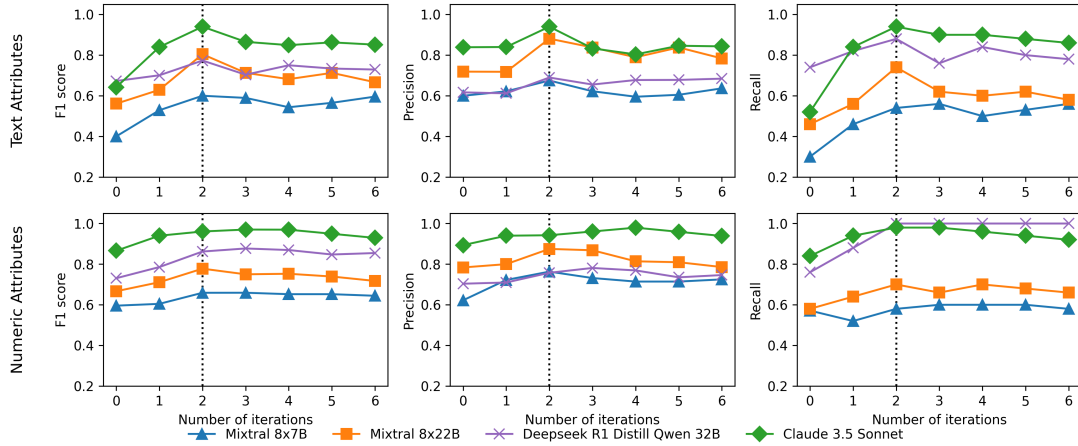 Text Attributes
F1 score
1.0
0.8
0.6
0.4
0.2
0 1 2 3 4 5 6
Precision
1.0
0.8
0.6
0.4
0.2
0 1 2 3 4 5 6
Recall
1.0
0.8
0.6
0.4
0.2
0 1 2 3 4 5 6
Numeric Attributes
F1 score
1.0
0.8
0.6
0.4
0.2
0 1 2 3 4 5 6
Number of iterations
Precision
1.0
0.8
0.6
0.4
0.2
0 1 2 3 4 5 6
Number of iterations
Recall
1.0
0.8
0.6
0.4
0.2
0 1 2 3 4 5 6
Number of iterations
Mixtral 8x7B
Mixtral 8x22B
Deepseek R1 Distill Qwen 32B
Claude 3.5 Sonnet